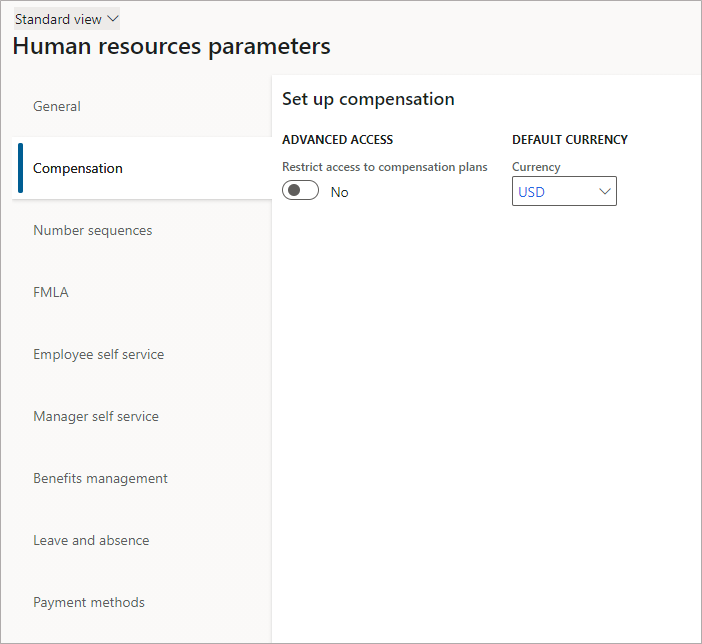 Standard view
Human resources parameters
General
Compensation
Number sequences
FMLA
Employee self service
Manager self service
Benefits management
Leave and absence
Payment methods
Set up compensation
ADVANCED ACCESS
Restrict access to compensation plans
No
DEFAULT CURRENCY
Currency
USD